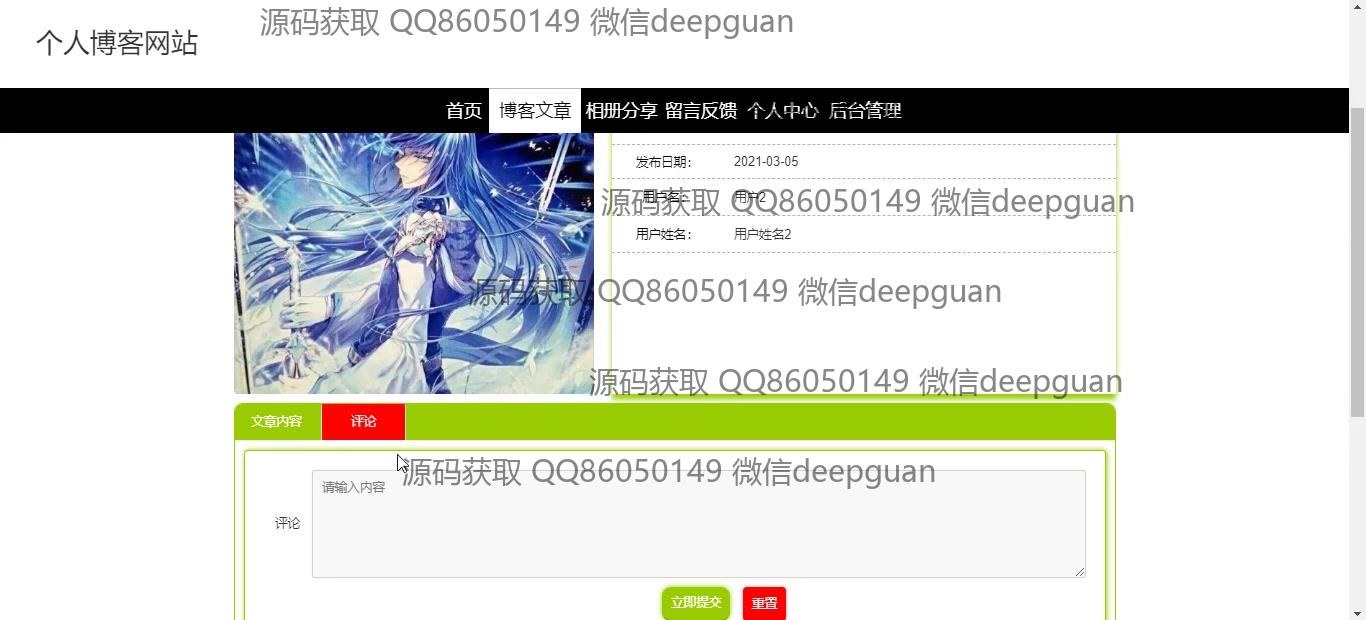 源码获取 QQ86050149 微信deepguan
个人博客网站
首页 博客文章 相册分享 留言反馈 个人中心 后台管理
发布日期： 2021-03-05
用户名： 用户2
源码获取 QQ86050149 微信deepguan
用户姓名： 用户姓名2
源码获取 QQ86050149 微信deepguan
源码获取 QQ86050149 微信deepguan
文章内容 评论
源码获取 QQ86050149 微信deepguan
请输入内容
评论
立即提交 重置